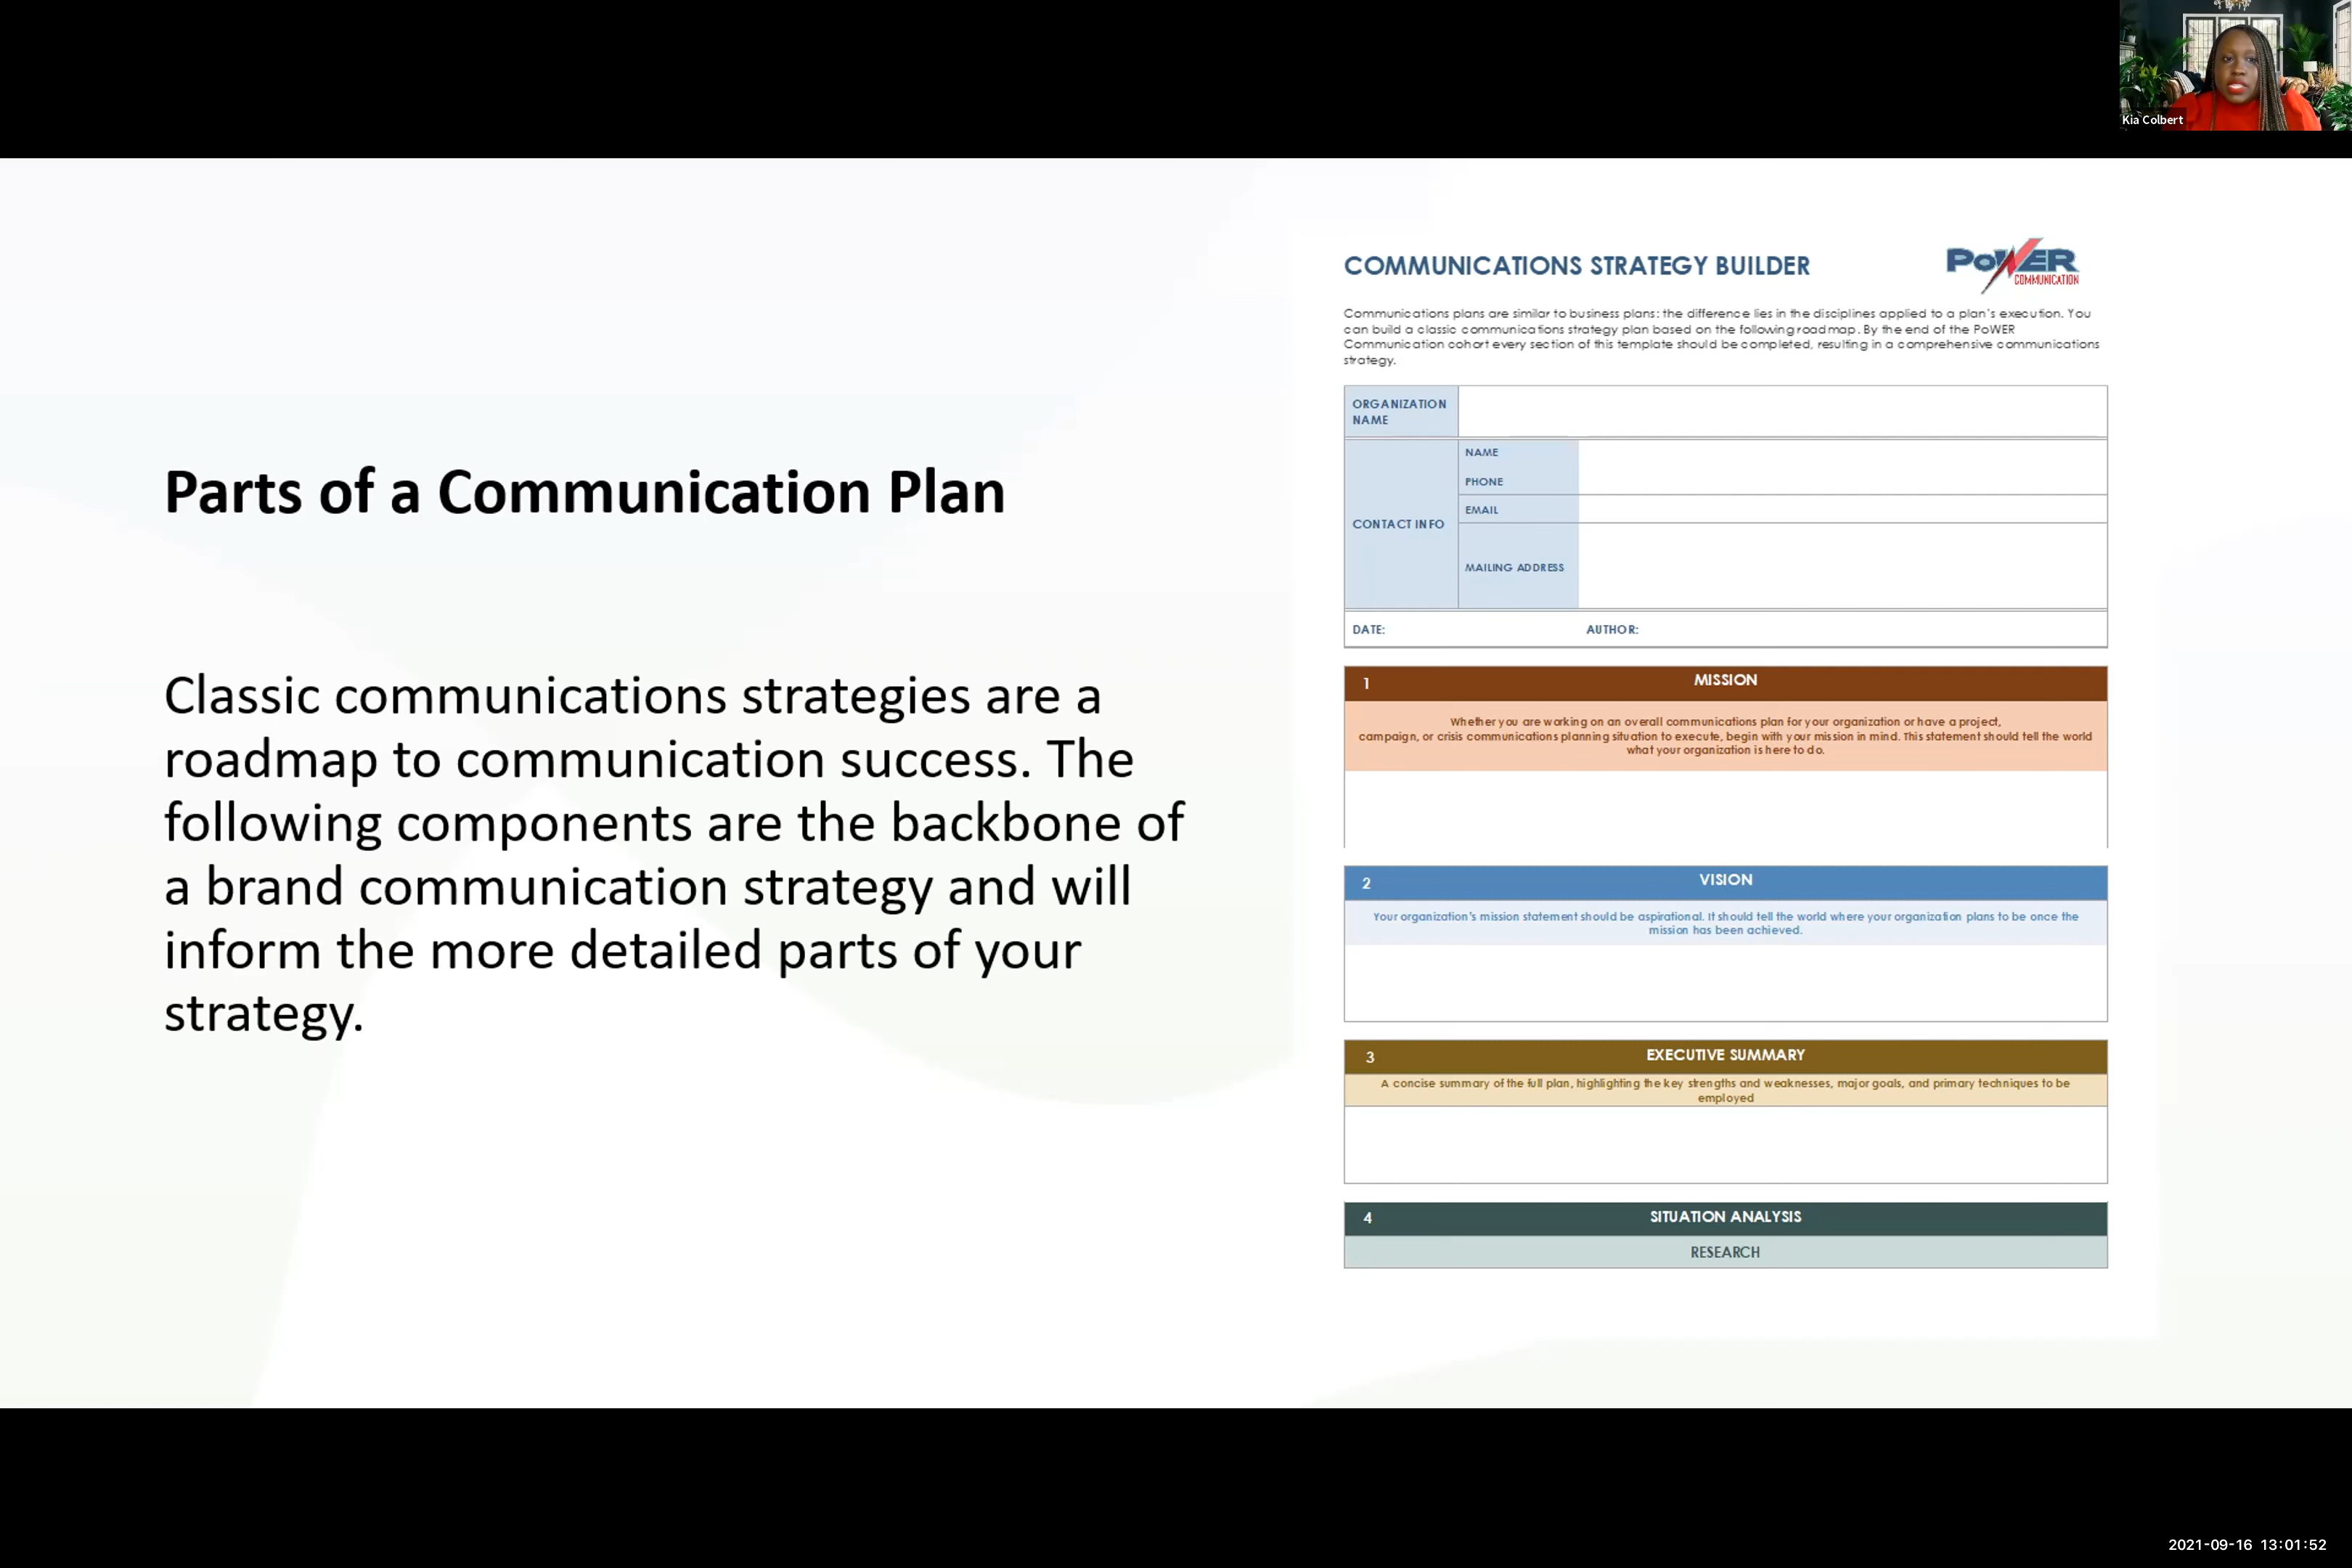 Kia Colbert
Parts of a Communication Plan
Classic communications strategies are a
roadmap to communication success. The
following components are the backbone of
a brand communication strategy and will
inform the more detailed parts of your
strategy.
COMMUNICATIONS STRATEGY BUILDER
PoWER
COMMUNICATION
Communications plans are similar to business plans: the difference lies in the disciplines applied to a plan's execution. You
can build a classic communications strategy plan based on the following roadmap. By the end of the PoWER
Communication cohort every section of this template should be completed, resulting in a comprehensive communications
strategy.
ORGANIZATION
NAME
CONTACT INFO
NAME
PHONE
EMAIL
MAILING ADDRESS
DATE: AUTHOR:
1 MISSION
Whether you are working on an overall communications plan for your organization or have a project,
campaign, or crisis communications planning situation to execute, begin with your mission in mind. This statement should tell the world
what your organization is here to do.
2 VISION
Your organization's mission statement should be aspirational. It should tell the world where your organization plans to be once the
mission has been achieved.
3 EXECUTIVE SUMMARY
A concise summary of the full plan, highlighting the key strengths and weaknesses, major goals, and primary techniques to be
employed
4 SITUATION ANALYSIS
RESEARCH
2021-09-16 13:01:52